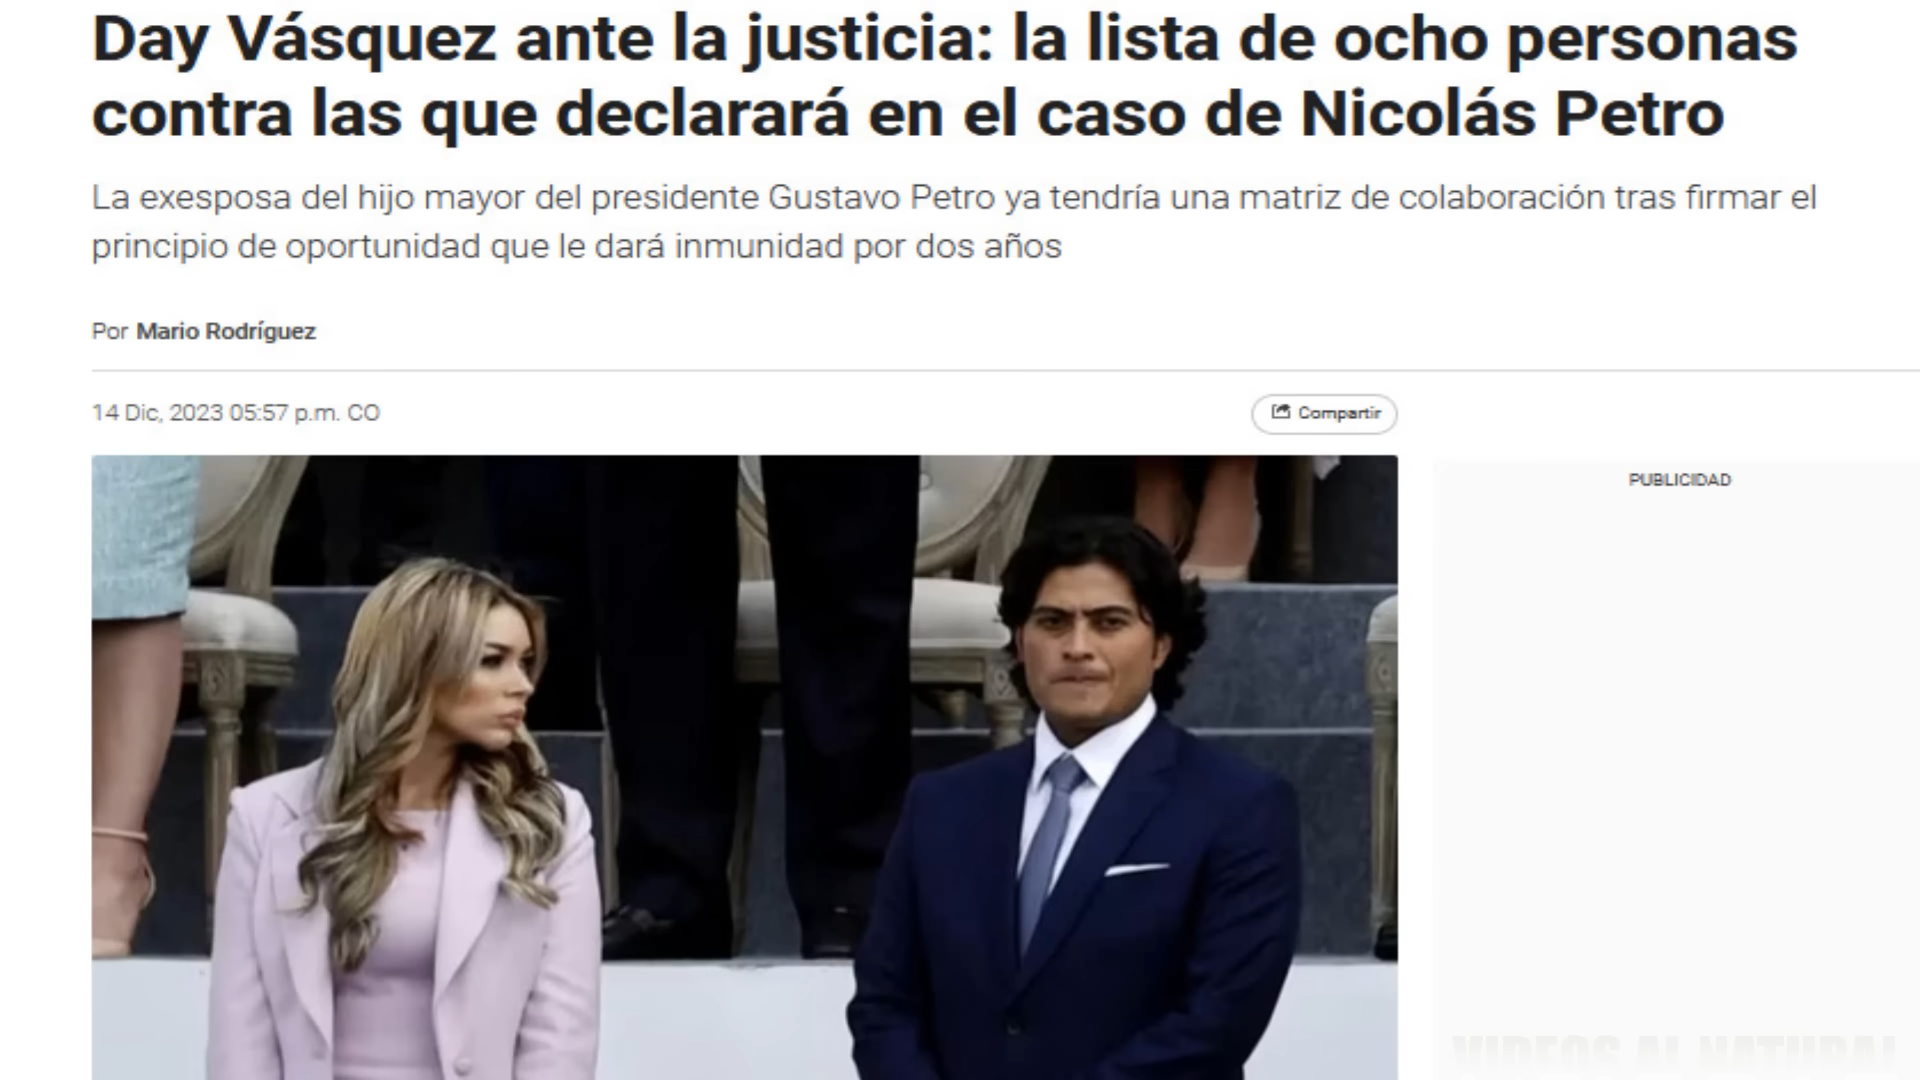 Day Vásquez ante la justicia: la lista de ocho personas
contra las que declarará en el caso de Nicolás Petro
La exesposa del hijo mayor del presidente Gustavo Petro ya tendría una matriz de colaboración tras firmar el
principio de oportunidad que le dará inmunidad por dos años
Por Mario Rodríguez
14 Dic, 2023 05:57 p.m. CO
Compartir
PUBLICIDAD
VIDEOS AL NATURAL